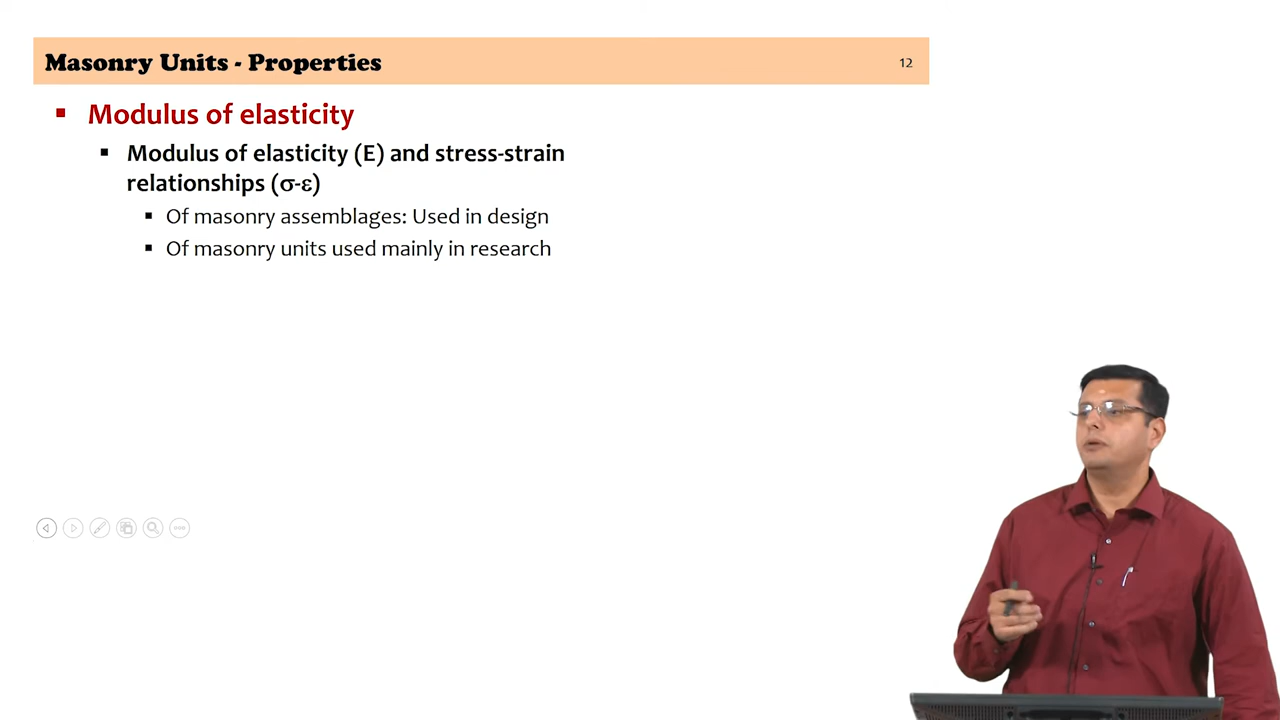 Masonry Units - Properties
12
Modulus of elasticity
Modulus of elasticity (E) and stress-strain
relationships (σ-ε)
Of masonry assemblages: Used in design
Of masonry units used mainly in research